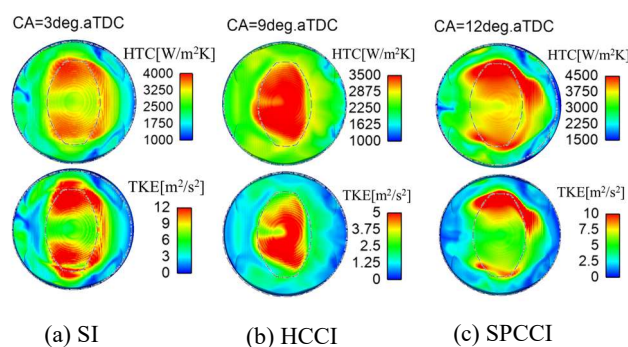 CA=3deg.aTDC
HTC[W/m²K]
4000
3250
2500
1750
1000
TKE[m²/s²]
12
9
6
3
0
(a) SI
CA=9deg.aTDC
HTC[W/m²K]
3500
2875
2250
1625
1000
TKE[m²/s²]
5
3.75
2.5
1.25
0
(b) HCCI
CA=12deg.aTDC
HTC[W/m²K]
4500
3750
3000
2250
1500
TKE[m²/s²]
10
7.5
5
2.5
0
(c) SPCCI